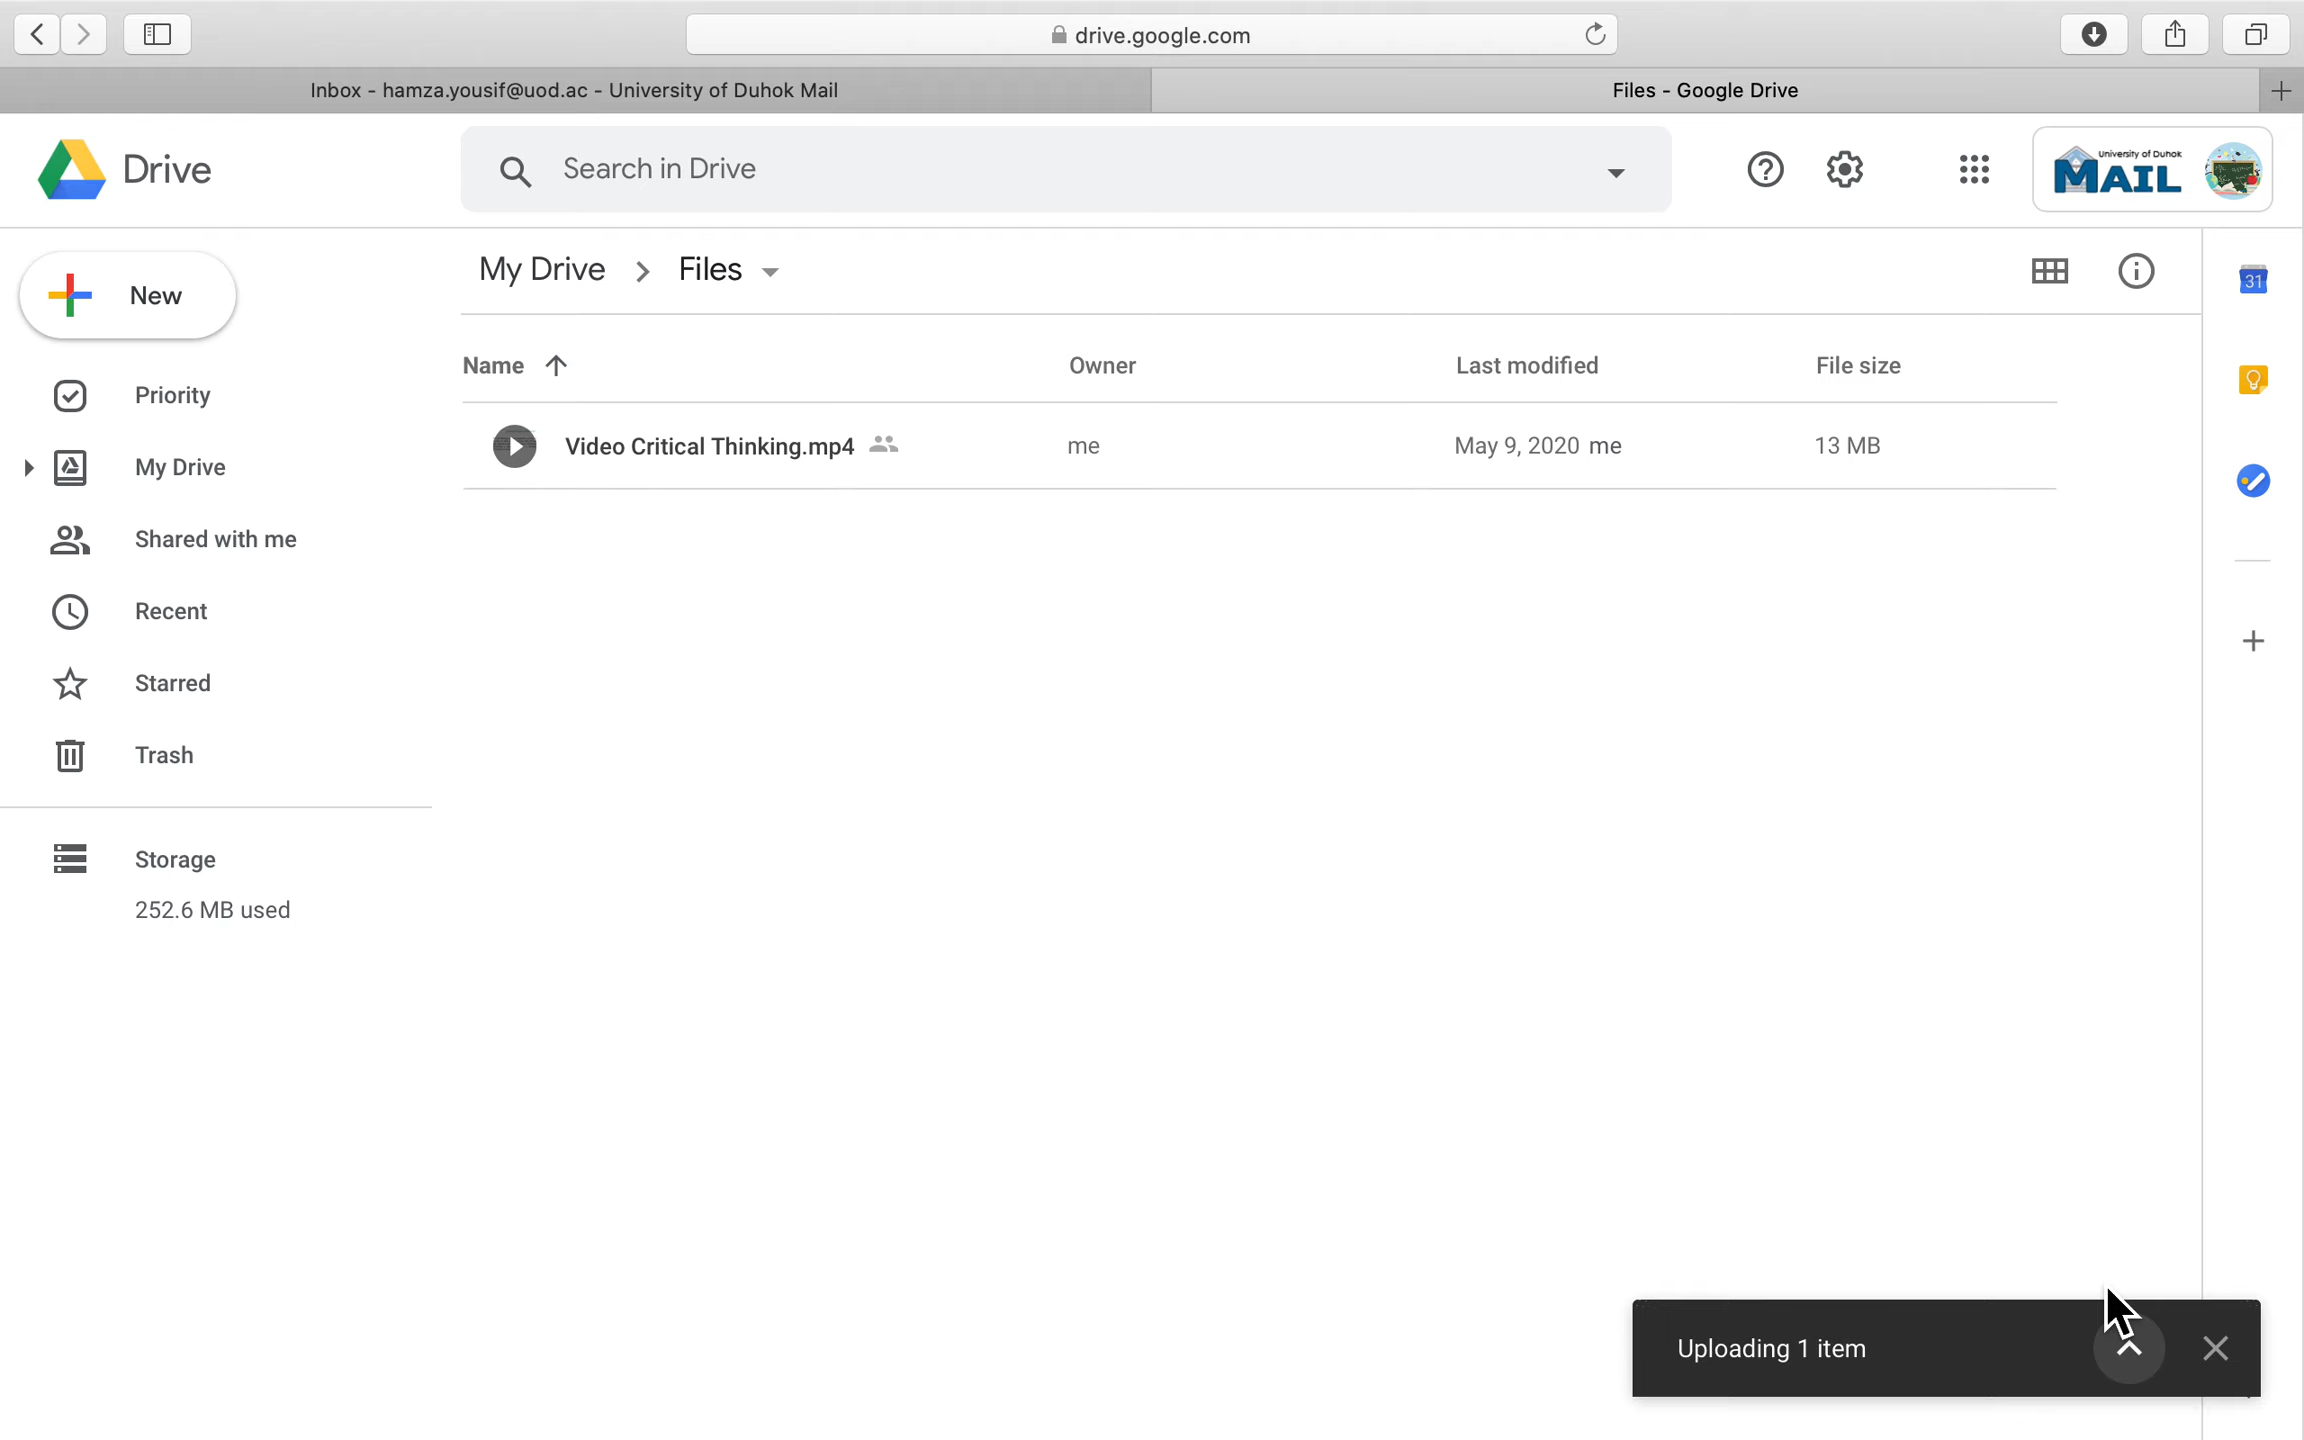 drive.google.com
Inbox - hamza.yousif@uod.ac - University of Duhok Mail
Files - Google Drive
Drive
Search in Drive
University of Duhok
MAIL
New
My Drive
Files
31
Name
Owner
Last modified
File size
Priority
Video Critical Thinking.mp4
me
May 9, 2020 me
13 MB
My Drive
Shared with me
Recent
Starred
Trash
Storage
252.6 MB used
Uploading 1 item